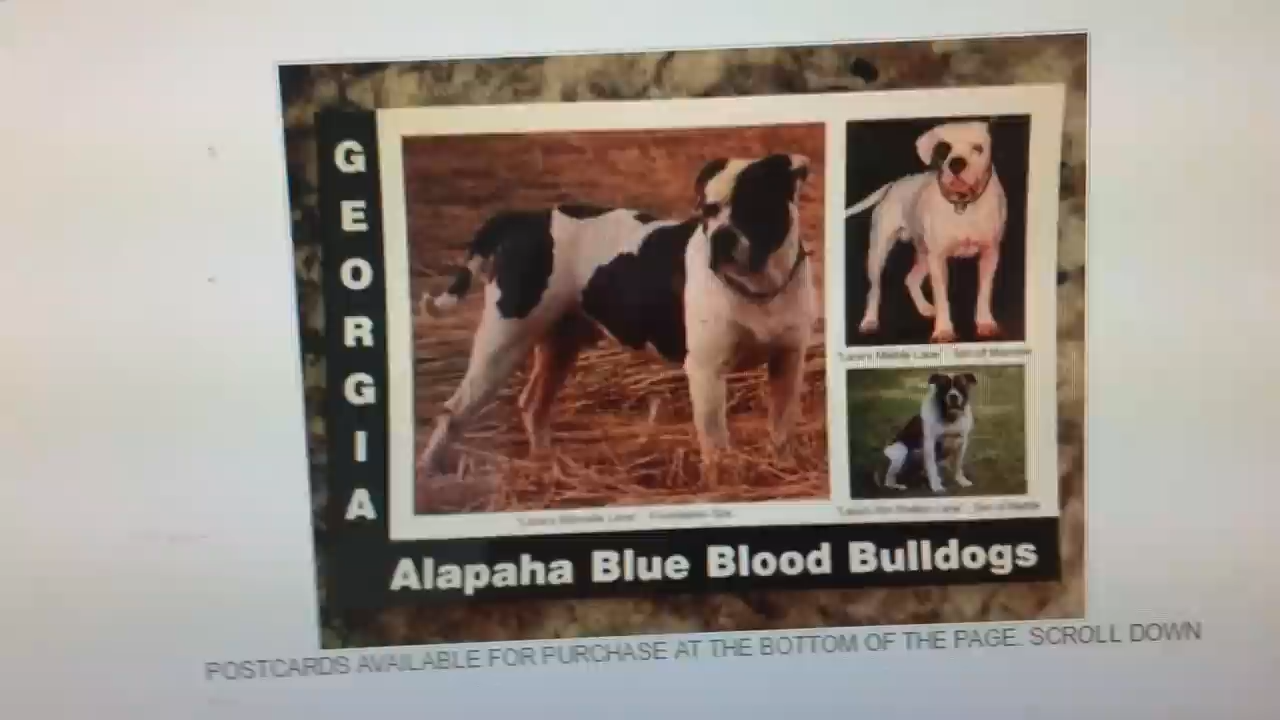 GEORGIA
Alapaha Blue Blood Bulldogs
POSTCARDS AVAILABLE FOR PURCHASE AT THE BOTTOM OF THE PAGE. SCROLL DOWN